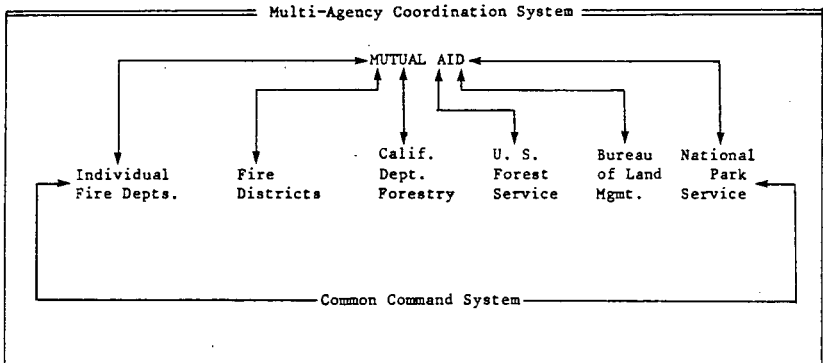 Multi-Agency Coordination System
MUTUAL AID
Individual
Fire Depts.
Fire
Districts
Calif.
Dept.
Forestry
U. S.
Forest
Service
Bureau
of Land
Mgmt.
National
Park
Service
Common Command System